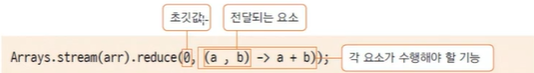 초깃값 전달되는 요소
Arrays.stream(arr).reduce(0, (a , b) -> a + b)); 각 요소가 수행해야 할 기능